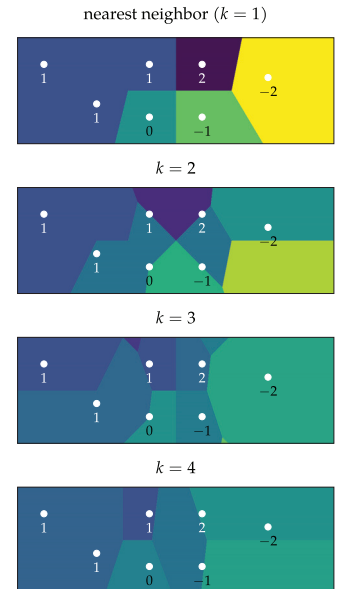 nearest neighbor (k = 1)
1 1 2 −2
1 0 −1
k = 2
1 1 2 −2
1 0 −1
k = 3
1 1 2 −2
1 0 −1
k = 4
1 1 2 −2
1 0 −1